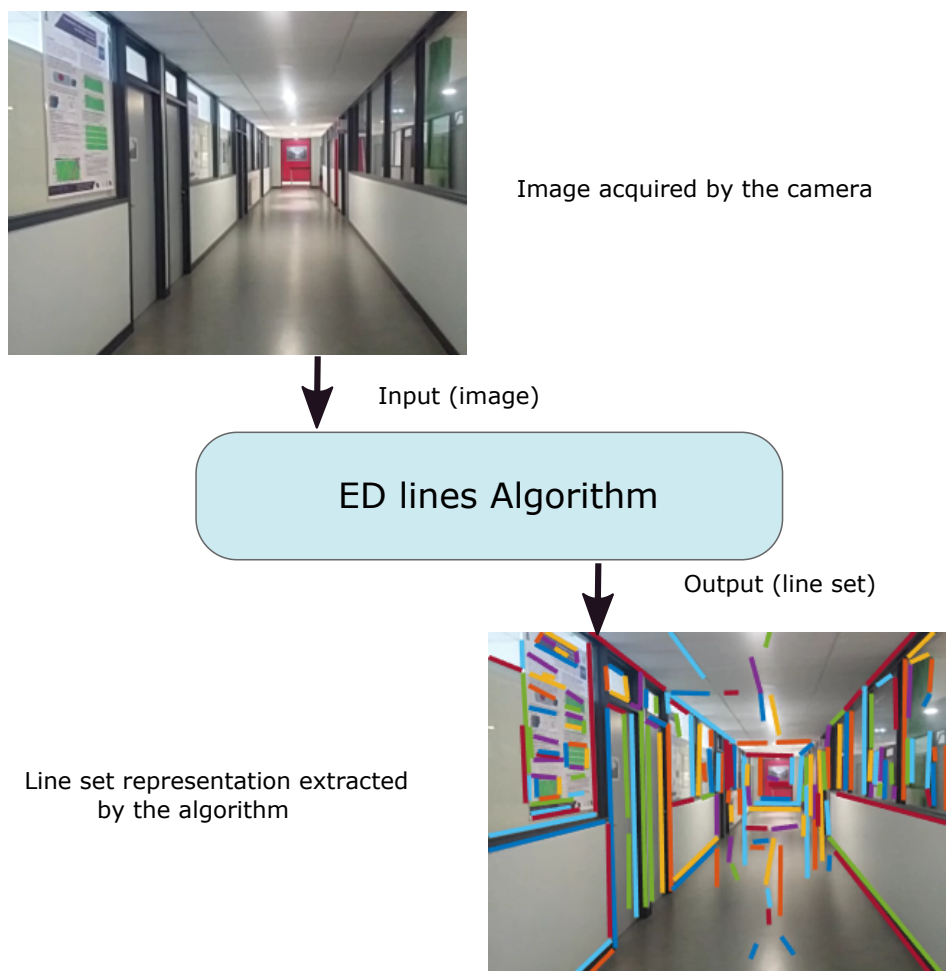 Image acquired by the camera
Input (image)
ED lines Algorithm
Output (line set)
Line set representation extracted
by the algorithm